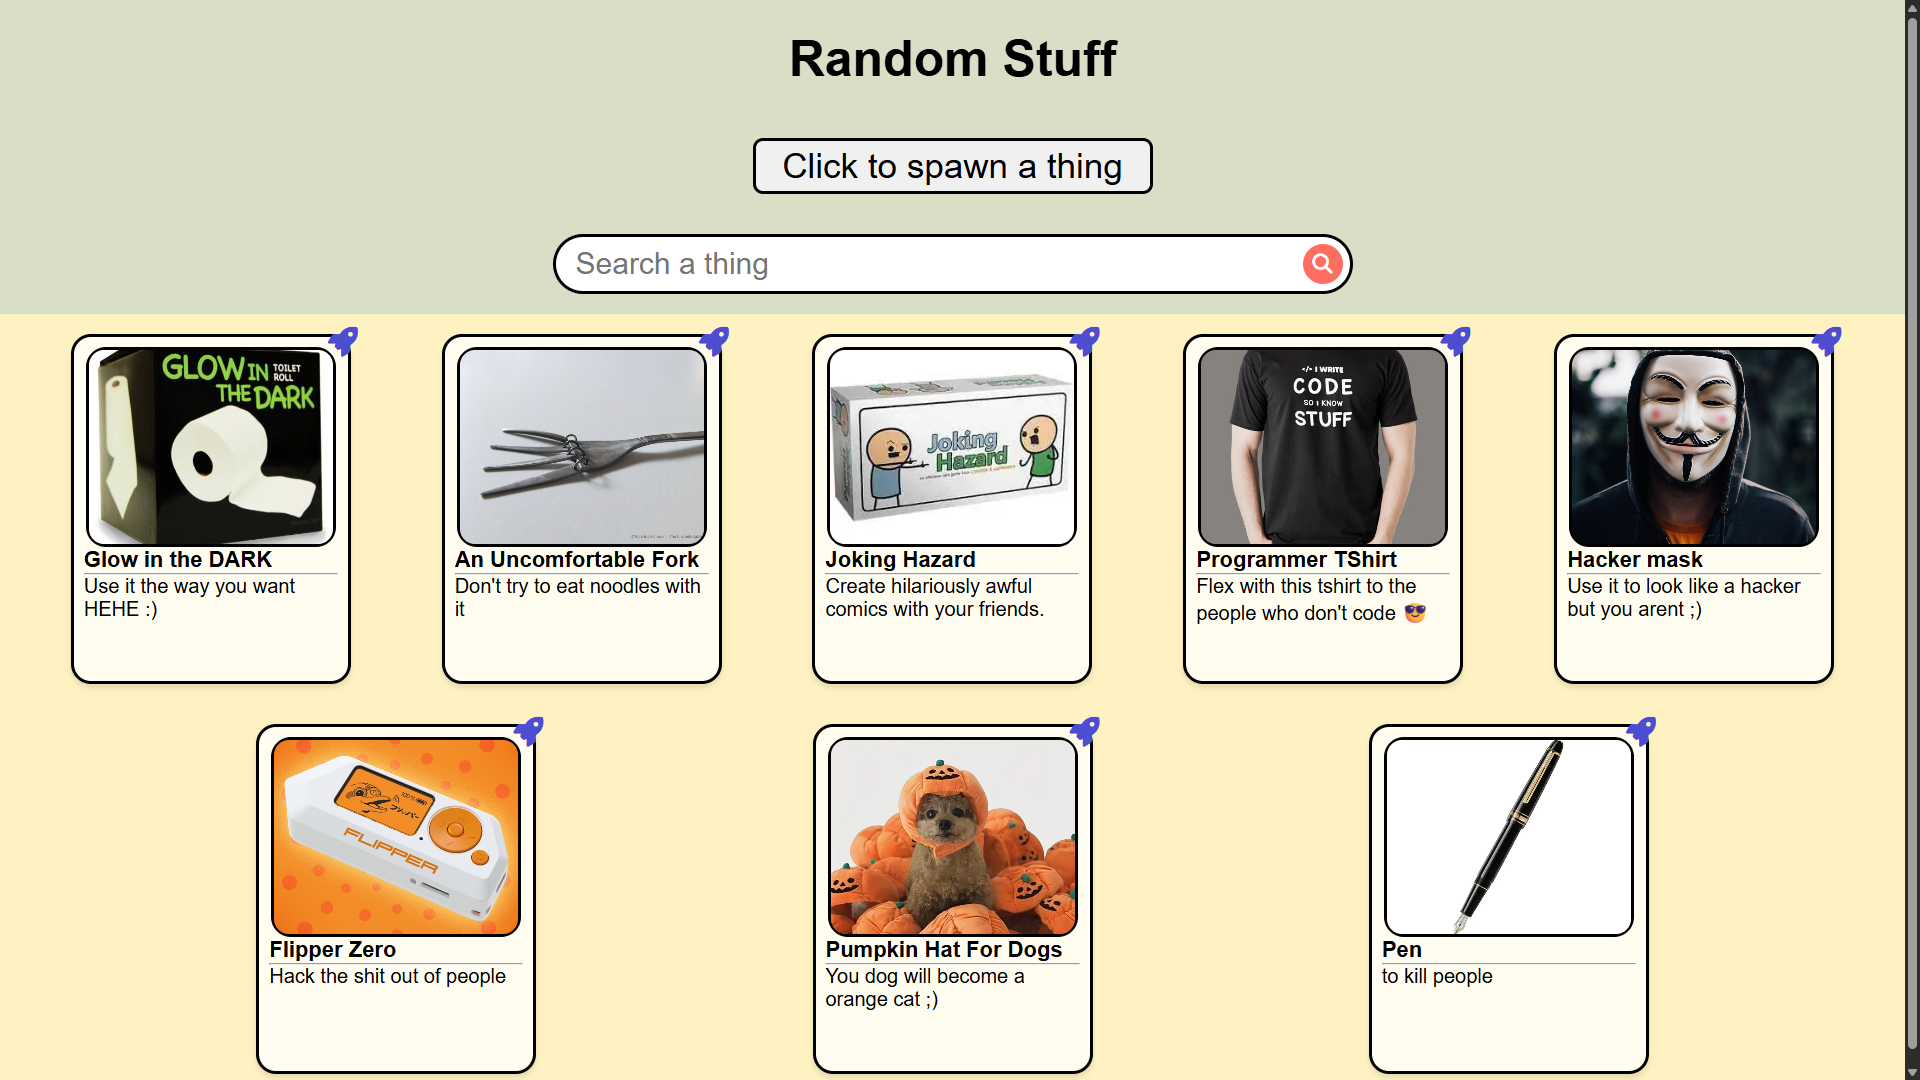 Random Stuff
Click to spawn a thing
Search a thing
GLOW IN TOILET ROLL
THE DARK
Glow in the DARK
Use it the way you want
HEHE :)
An Uncomfortable Fork
Don't try to eat noodles with
it
Joking
Hazard
Joking Hazard
Create hilariously awful
comics with your friends.
</> I WRITE
CODE
SO I KNOW
STUFF
Programmer TShirt
Flex with this tshirt to the
people who don't code 😎
Hacker mask
Use it to look like a hacker
but you arent ;)
FLIPPER
Flipper Zero
Hack the shit out of people
Pumpkin Hat For Dogs
You dog will become a
orange cat ;)
Pen
to kill people